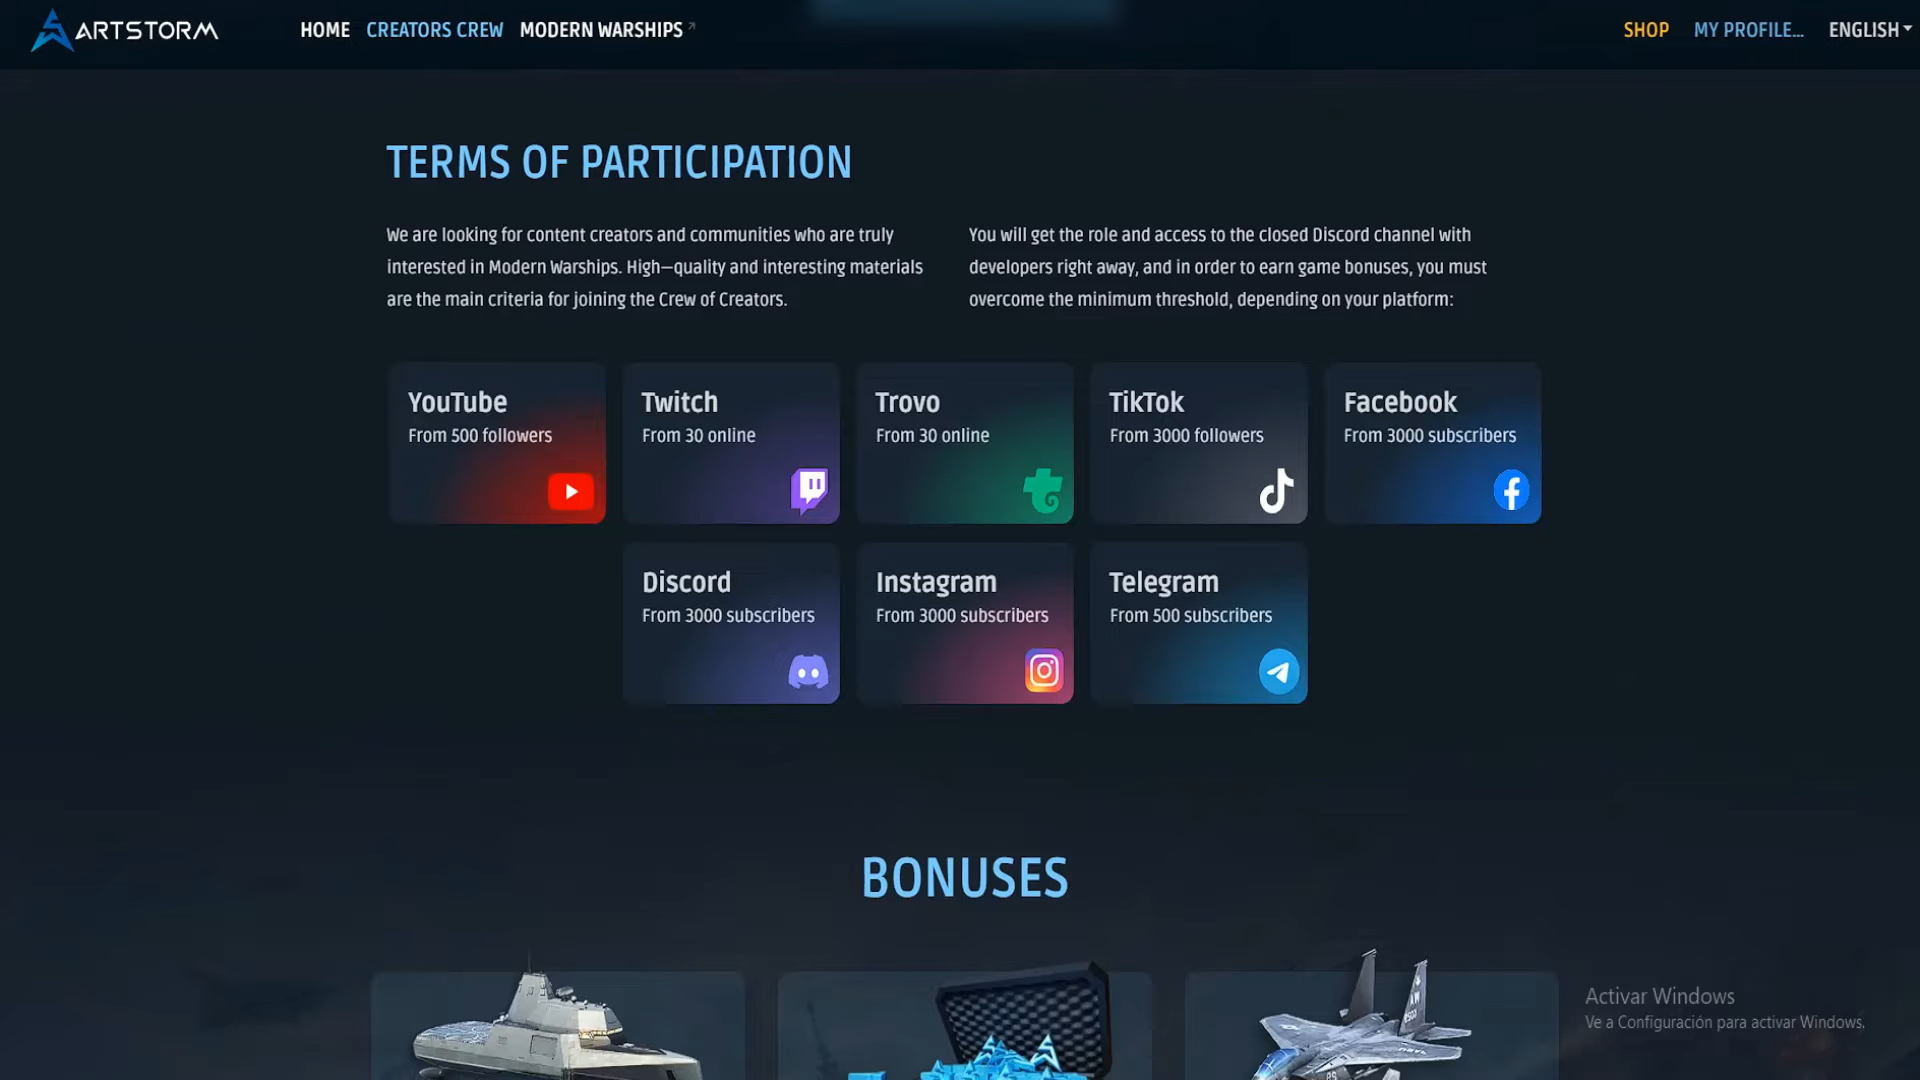 ARTSTORM
HOME CREATORS CREW MODERN WARSHIPS
SHOP MY PROFILE... ENGLISH
TERMS OF PARTICIPATION
We are looking for content creators and communities who are truly
interested in Modern Warships. High—quality and interesting materials
are the main criteria for joining the Crew of Creators.
You will get the role and access to the closed Discord channel with
developers right away, and in order to earn game bonuses, you must
overcome the minimum threshold, depending on your platform:
YouTube
From 500 followers
Twitch
From 30 online
Trovo
From 30 online
TikTok
From 3000 followers
Facebook
From 3000 subscribers
Discord
From 3000 subscribers
Instagram
From 3000 subscribers
Telegram
From 500 subscribers
BONUSES
Activar Windows
Ve a Configuración para activar Windows.